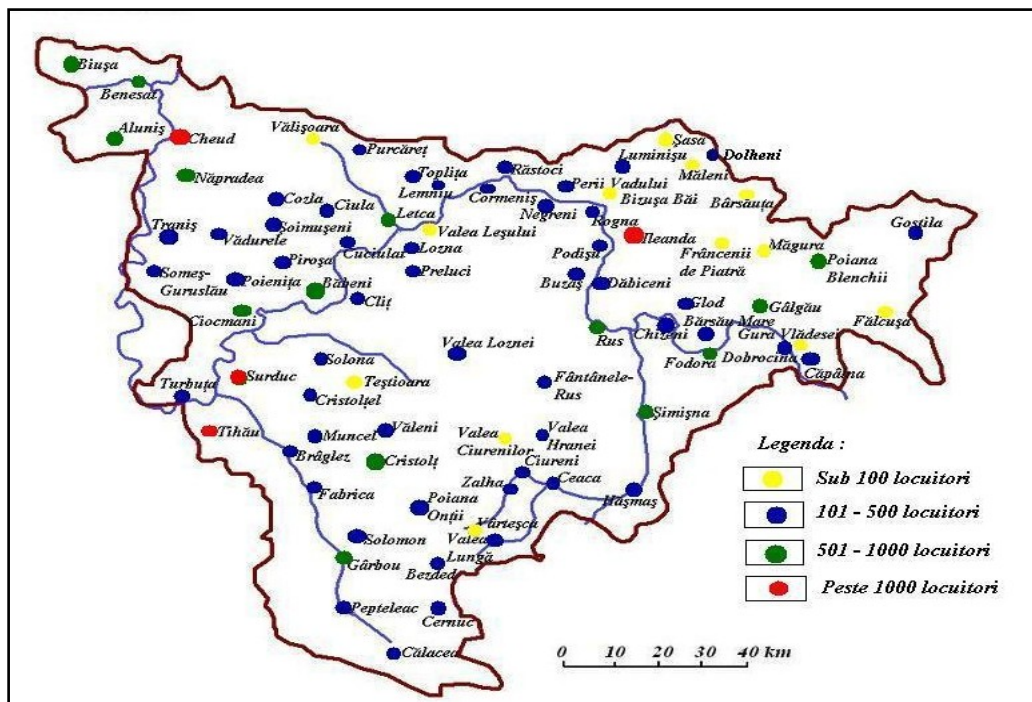 Biuşa
Benesat
Aluniş
Cheud
Vălişoara
Purcăreţ
Şasa
Luminişu
Dolheni
Măleni
Năpradea
Topliţa
Răstoci
Lemniu
Cormeniş
Perii Vadului
Bizuşa Băi
Bârsăuţa
Cozla
Ciula
Letca
Negreni
Rogna
Gostila
Traniş
Vădurele
Şoimuşeni
Valea Leşului
Ileanda
Cuciulat
Lozna
Podişu
Frâncenii
de Piatră
Măgura
Poiana
Blenchii
Someş-
Guruslău
Poieniţa
Piroşa
Preluci
Băbeni
Buzaş
Dăbiceni
Cliţ
Glod
Gâlgău
Ciocmani
Rus
Chizeni
Bârsău Mare
Gura Vlădesei
Fălcuşa
Fodora
Dobrocina
Căpâlna
Solona
Valea Loznei
Surduc
Teştioara
Turbuţa
Cristolţel
Fântânele-
Rus
Şimişna
Tihău
Muncel
Văleni
Valea
Ciurenilor
Valea
Hranei
Brâglez
Cristolţ
Ciureni
Zalha
Ceaca
Fabrica
Poiana
Onţii
Hăşmaş
Vârteşca
Solomon
Valea
Lungă
Gârbou
Bezded
Pepteleac
Cernuc
Călacea
Legenda :
Sub 100 locuitori
101 - 500 locuitori
501 - 1000 locuitori
Peste 1000 locuitori
0 10 20 30 40 km